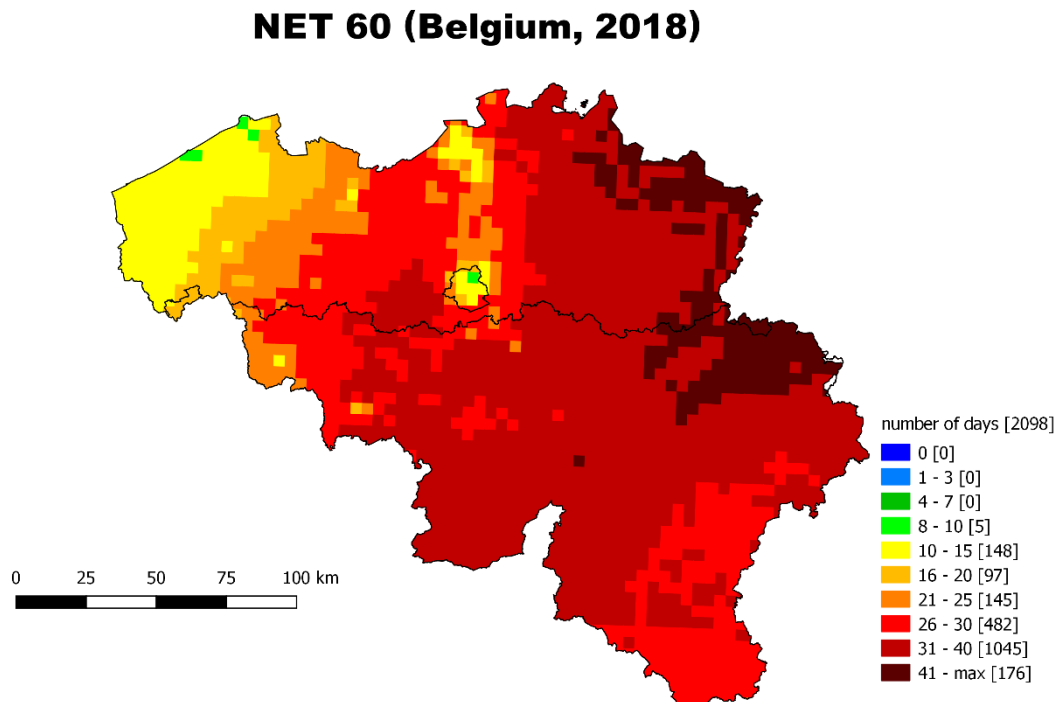 NET 60 (Belgium, 2018)
number of days [2098]
0 [0]
1 - 3 [0]
4 - 7 [0]
8 - 10 [5]
10 - 15 [148]
16 - 20 [97]
21 - 25 [145]
26 - 30 [482]
31 - 40 [1045]
41 - max [176]
0 25 50 75 100 km